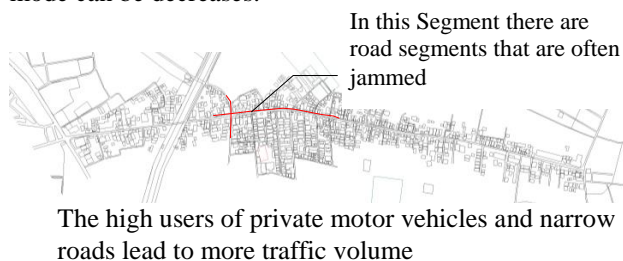 mode can be decreases.
In this Segment there are
road segments that are often
jammed
The high users of private motor vehicles and narrow
roads lead to more traffic volume